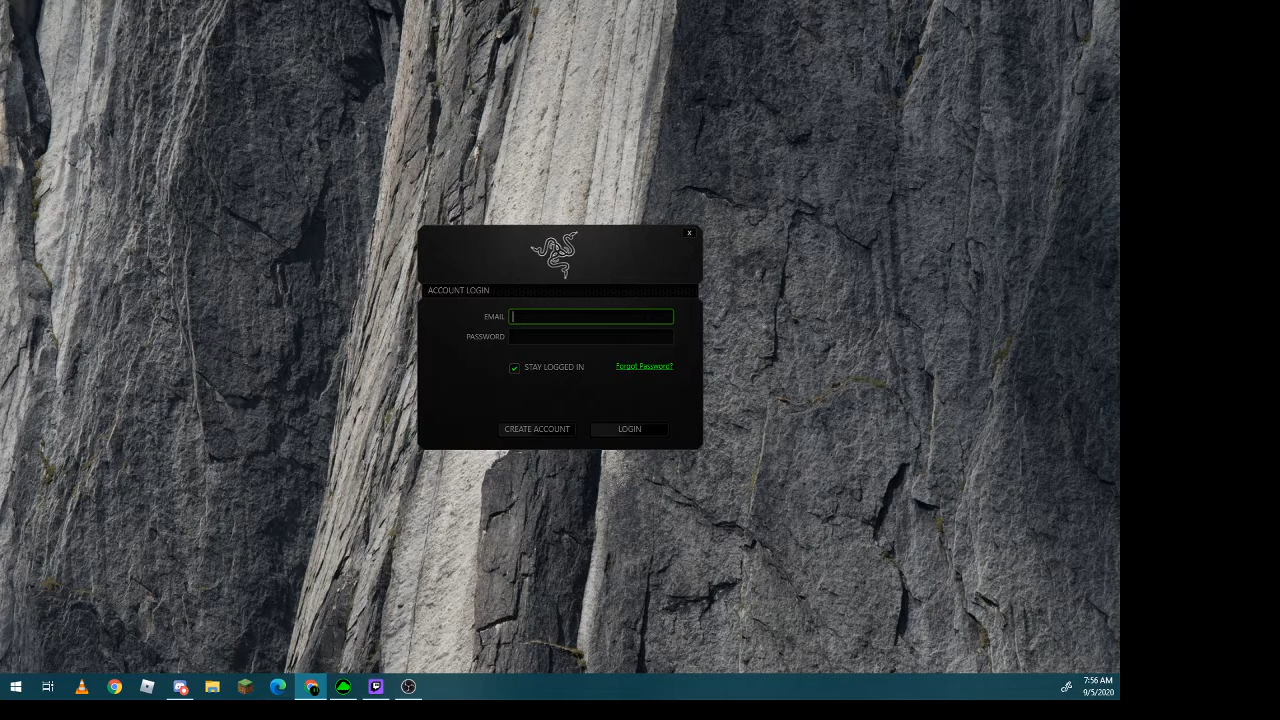 X
ACCOUNT LOGIN
EMAIL
PASSWORD
STAY LOGGED IN
Forgot Password?
CREATE ACCOUNT
LOGIN
7:56 AM
9/5/2020